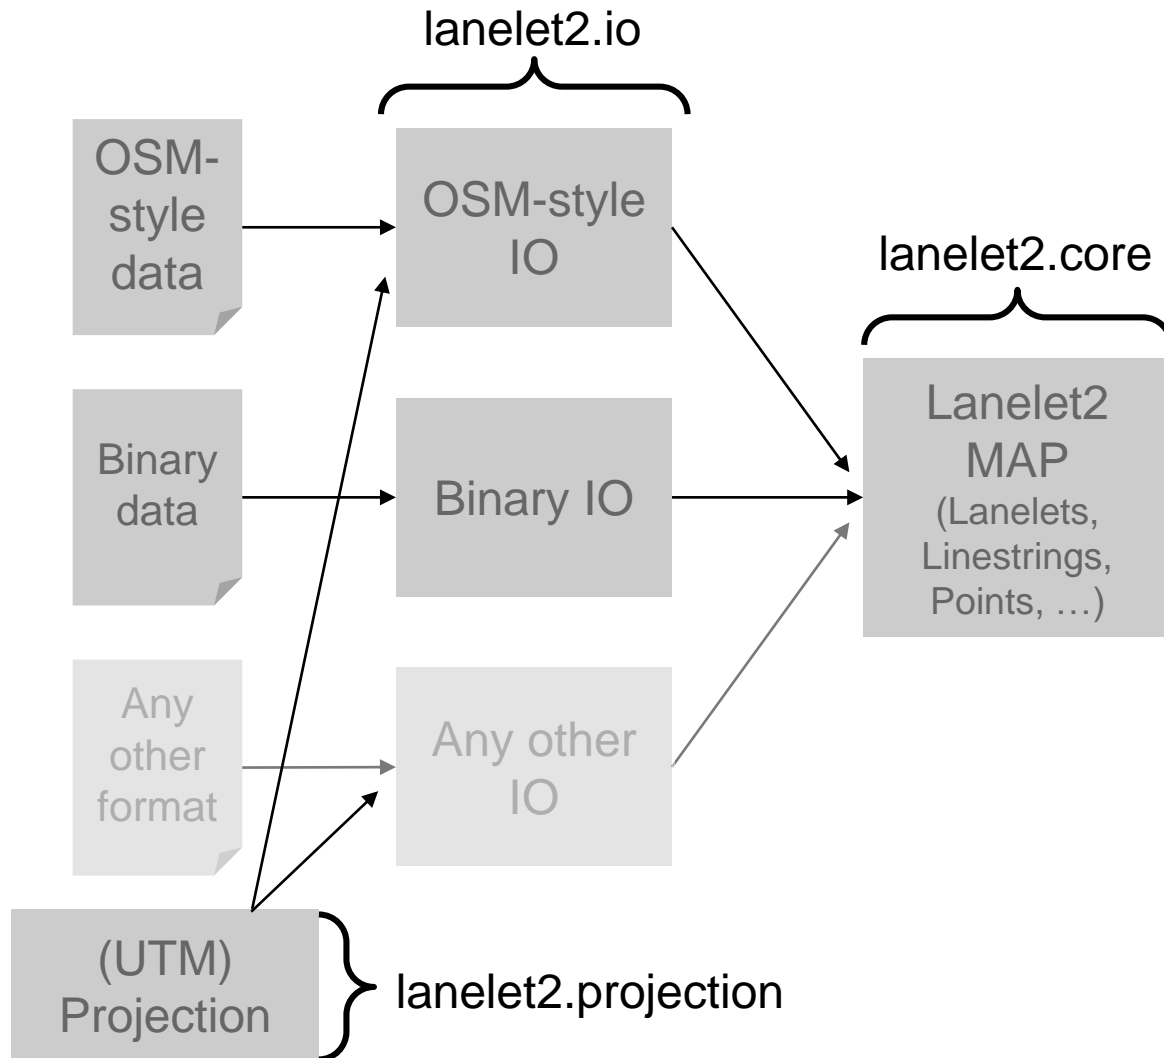 lanelet2.io
OSM-
style
data
OSM-style
IO
lanelet2.core
Binary
data
Binary IO
Lanelet2
MAP
(Lanelets,
Linestrings,
Points, …)
Any
other
format
Any other
IO
(UTM)
Projection
lanelet2.projection